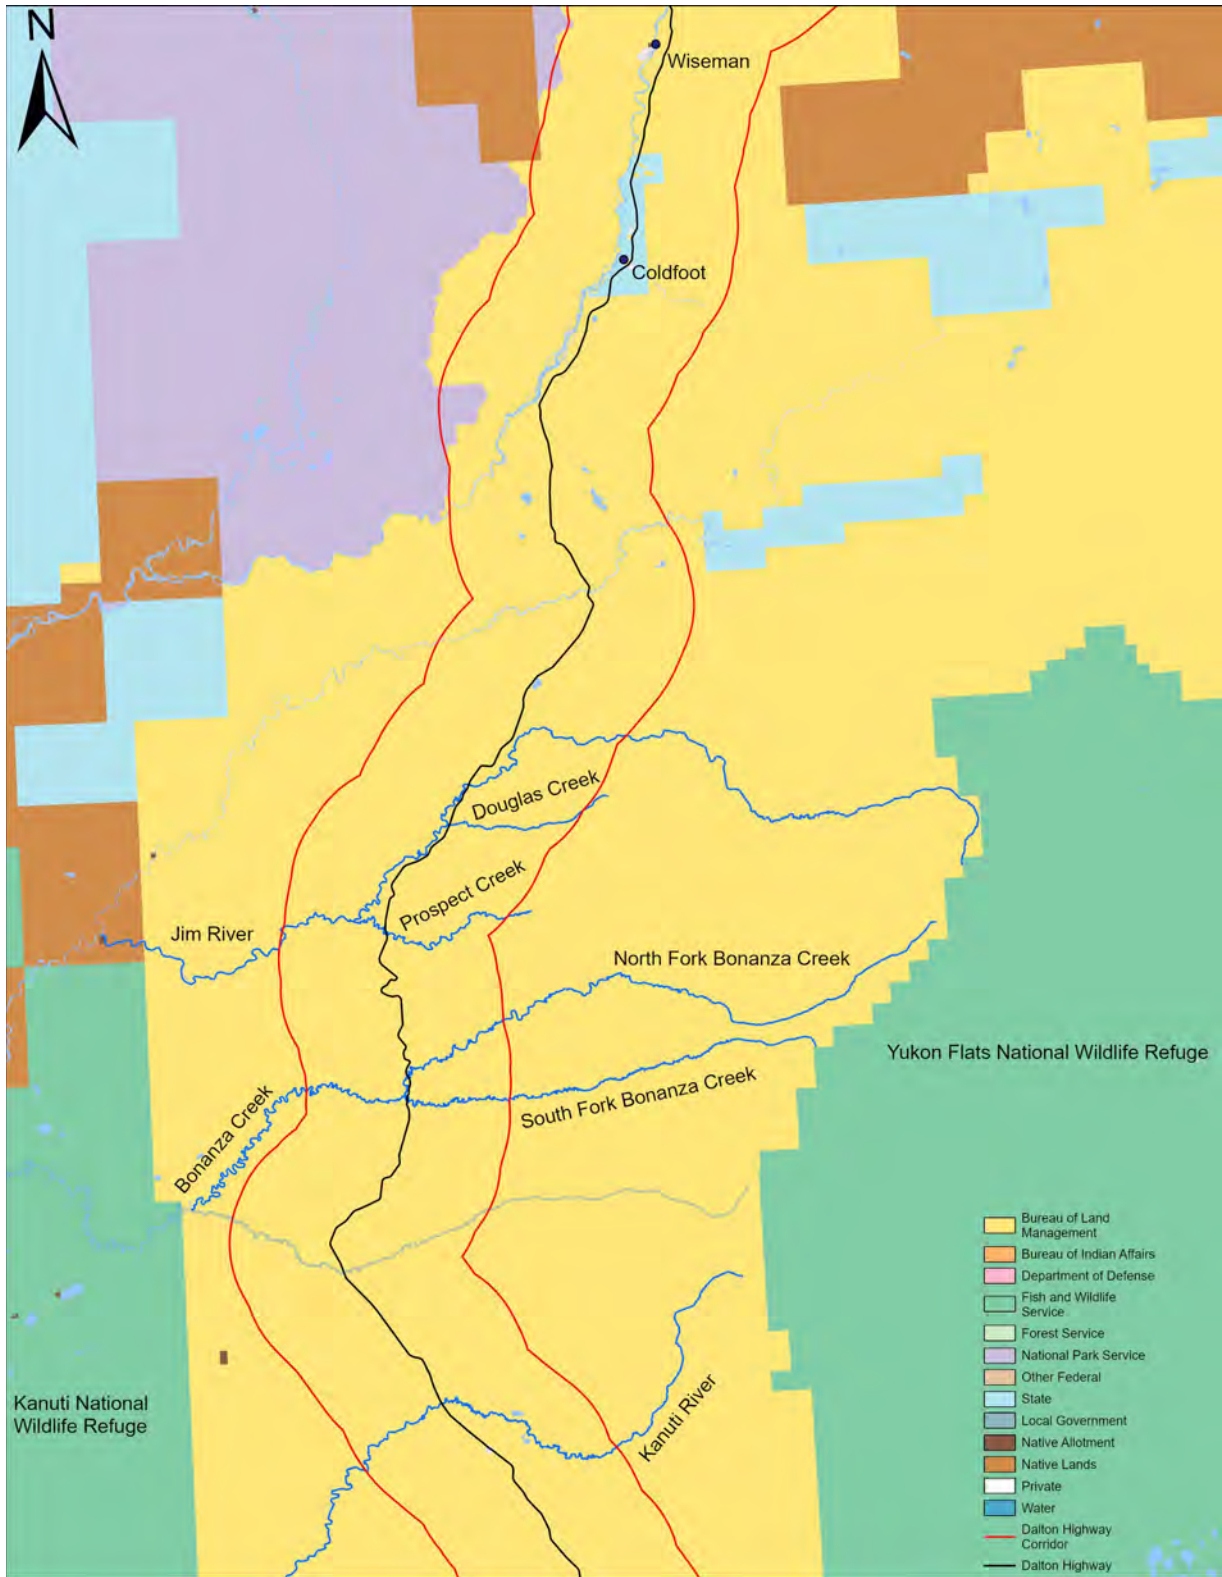 N
Wiseman
Coldfoot
Douglas Creek
Prospect Creek
Jim River
North Fork Bonanza Creek
Yukon Flats National Wildlife Refuge
South Fork Bonanza Creek
Bonanza Creek
Kanuti River
Kanuti National
Wildlife Refuge
Bureau of Land
Management
Bureau of Indian Affairs
Department of Defense
Fish and Wildlife
Service
Forest Service
National Park Service
Other Federal
State
Local Government
Native Allotment
Native Lands
Private
Water
Dalton Highway
Corridor
Dalton Highway